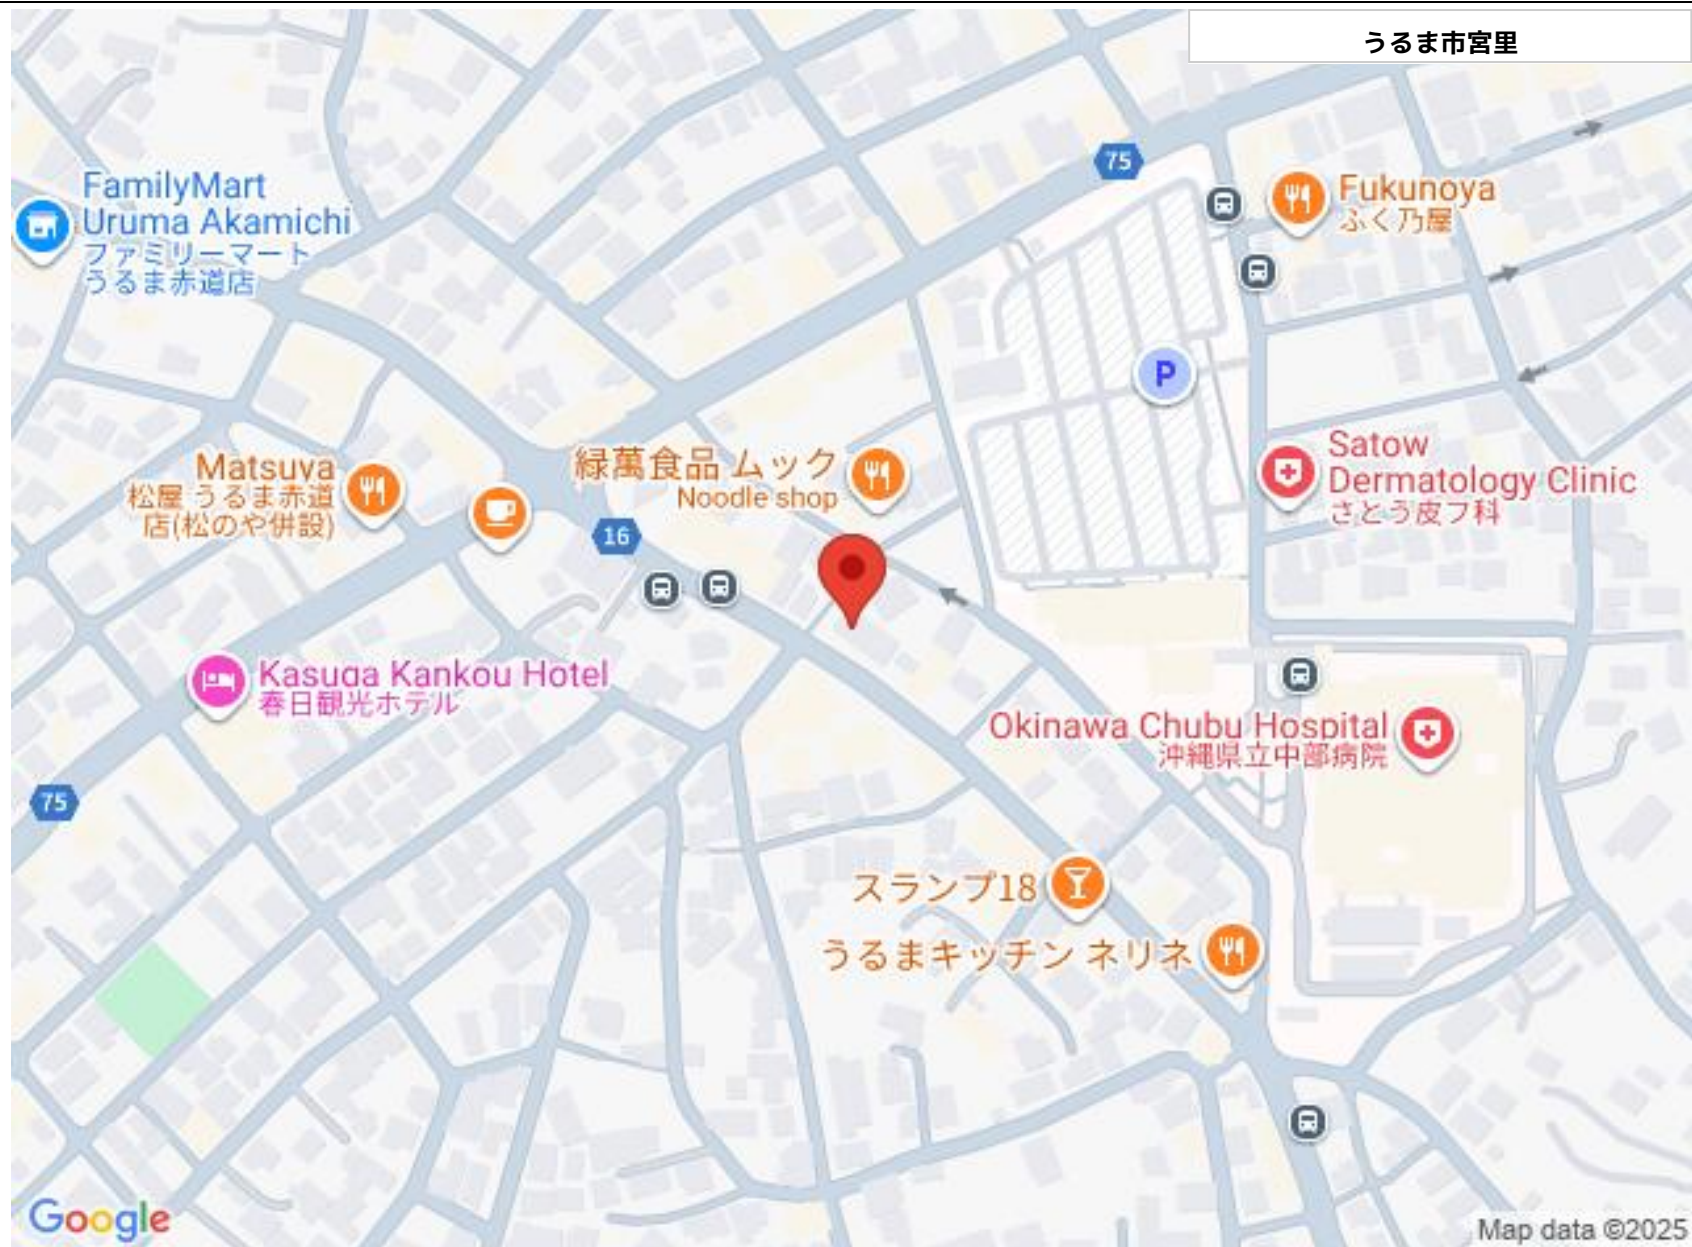 うるま市宮里
75
FamilyMart
Uruma Akamichi
ファミリーマート
うるま赤道店
Fukunoya
ふく乃屋
P
Satow
Dermatology Clinic
さとう皮フ科
緑萬食品 ムック
Noodle shop
Matsuya
松屋 うるま赤道
店(松のや併設)
16
Kasuga Kankou Hotel
春日観光ホテル
Okinawa Chubu Hospital
沖縄県立中部病院
75
スランプ18
うるまキッチン ネリネ
Google
Map data ©2025